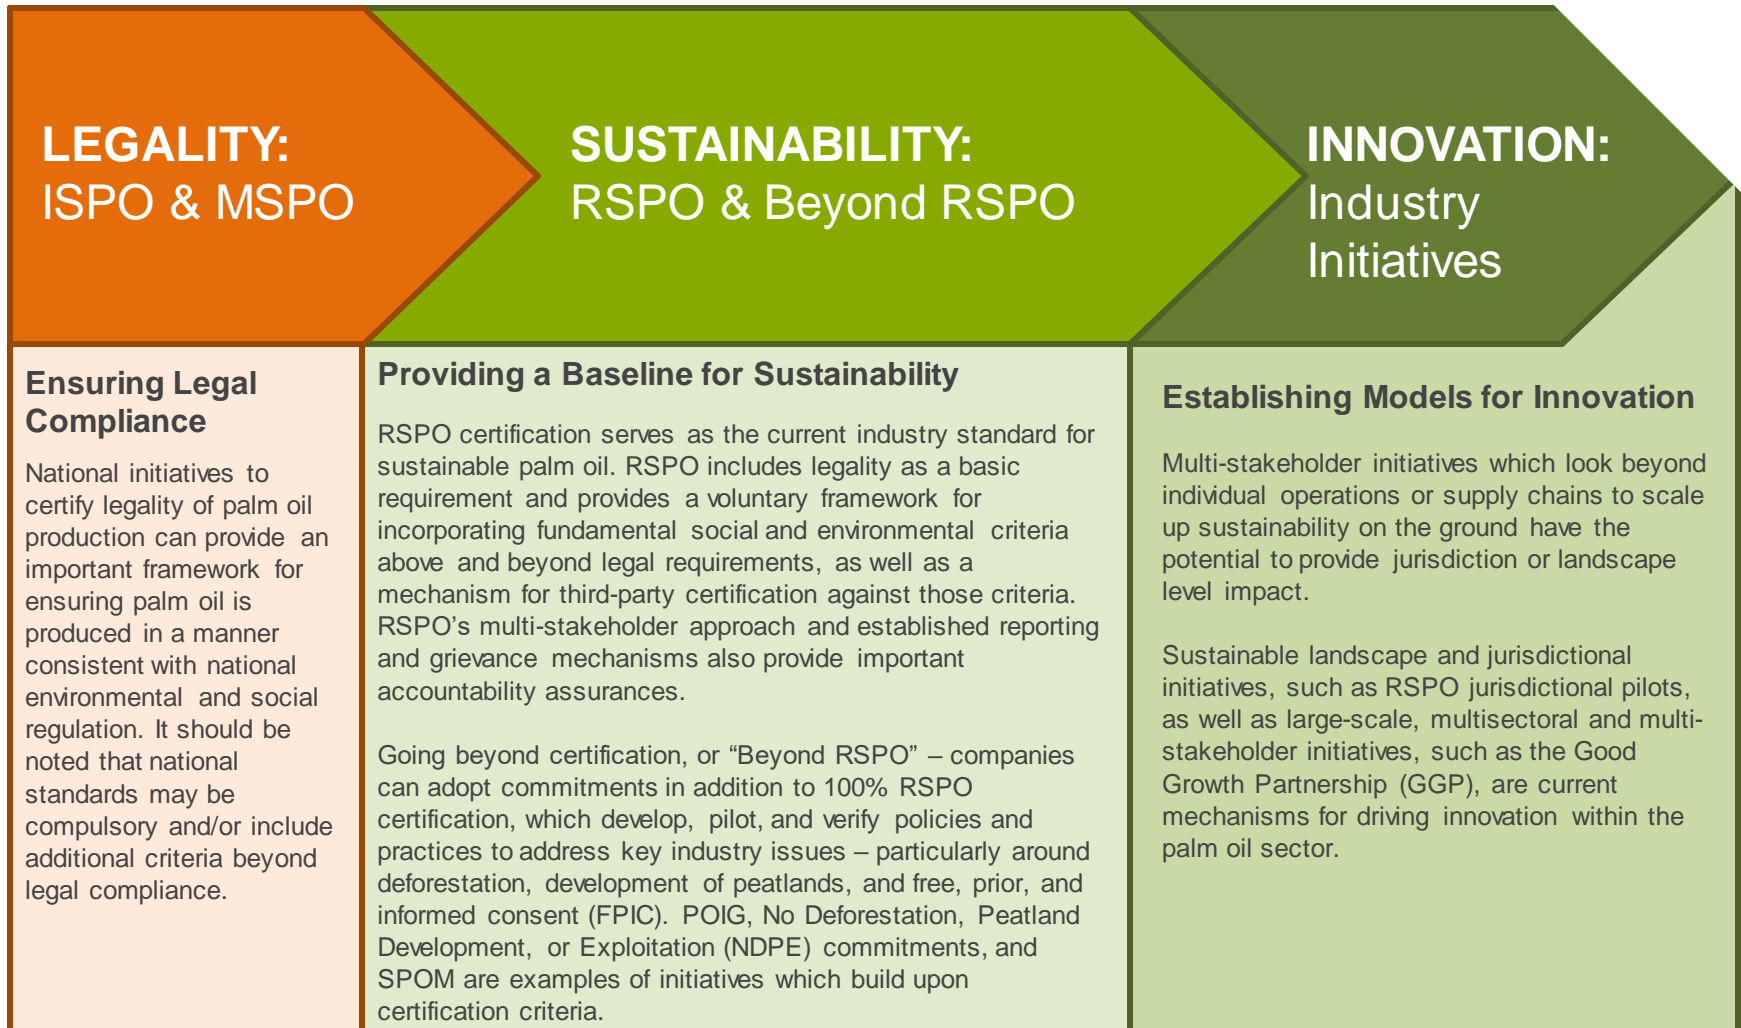 LEGALITY:
ISPO & MSPO
SUSTAINABILITY:
RSPO & Beyond RSPO
INNOVATION:
Industry
Initiatives
Ensuring Legal
Compliance
National initiatives to
certify legality of palm oil
production can provide an
important framework for
ensuring palm oil is
produced in a manner
consistent with national
environmental and social
regulation. It should be
noted that national
standards may be
compulsory and/or include
additional criteria beyond
legal compliance.
Providing a Baseline for Sustainability
RSPO certification serves as the current industry standard for
sustainable palm oil. RSPO includes legality as a basic
requirement and provides a voluntary framework for
incorporating fundamental social and environmental criteria
above and beyond legal requirements, as well as a
mechanism for third-party certification against those criteria.
RSPO’s multi-stakeholder approach and established reporting
and grievance mechanisms also provide important
accountability assurances.
Going beyond certification, or “Beyond RSPO” – companies
can adopt commitments in addition to 100% RSPO
certification, which develop, pilot, and verify policies and
practices to address key industry issues – particularly around
deforestation, development of peatlands, and free, prior, and
informed consent (FPIC). POIG, No Deforestation, Peatland
Development, or Exploitation (NDPE) commitments, and
SPOM are examples of initiatives which build upon
certification criteria.
Establishing Models for Innovation
Multi-stakeholder initiatives which look beyond
individual operations or supply chains to scale
up sustainability on the ground have the
potential to provide jurisdiction or landscape
level impact.
Sustainable landscape and jurisdictional
initiatives, such as RSPO jurisdictional pilots,
as well as large-scale, multisectoral and multi-
stakeholder initiatives, such as the Good
Growth Partnership (GGP), are current
mechanisms for driving innovation within the
palm oil sector.